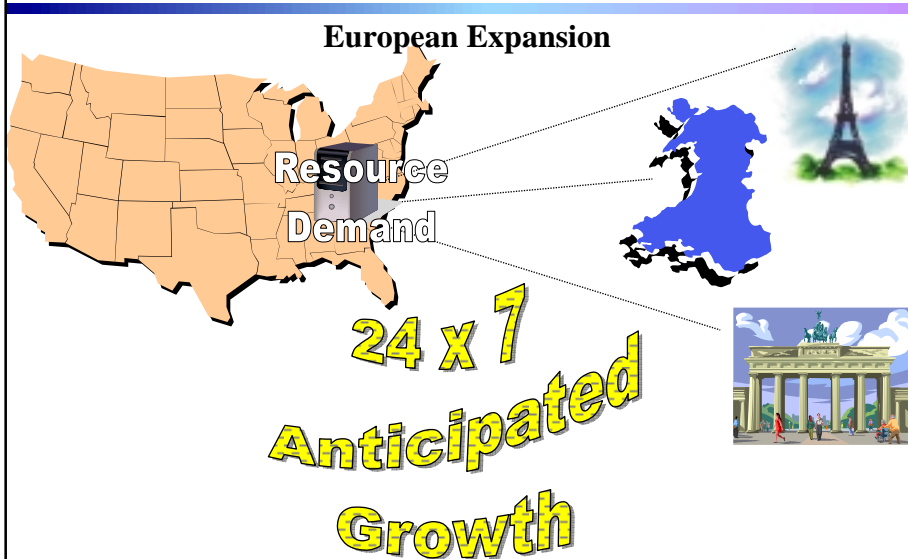 European Expansion
Resource
Demand
24 x 7
Anticipated
Growth